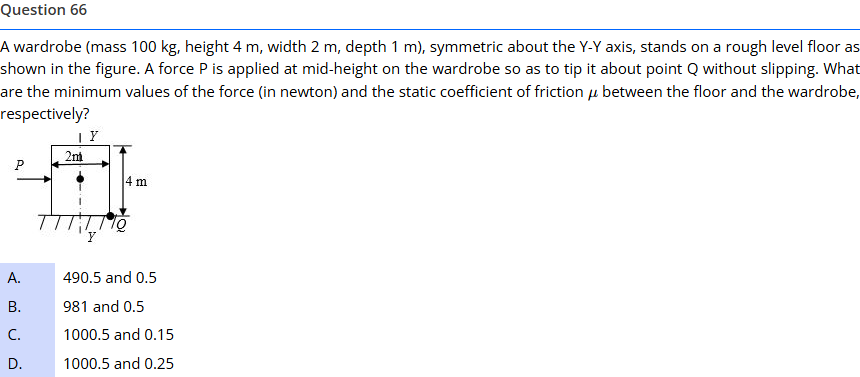 Question 66
A wardrobe (mass 100 kg, height 4 m, width 2 m, depth 1 m), symmetric about the Y-Y axis, stands on a rough level floor as
shown in the figure. A force P is applied at mid-height on the wardrobe so as to tip it about point Q without slipping. What
are the minimum values of the force (in newton) and the static coefficient of friction μ between the floor and the wardrobe,
respectively?
Y
2m
P
4 m
Q
Y
A. 490.5 and 0.5
B. 981 and 0.5
C. 1000.5 and 0.15
D. 1000.5 and 0.25